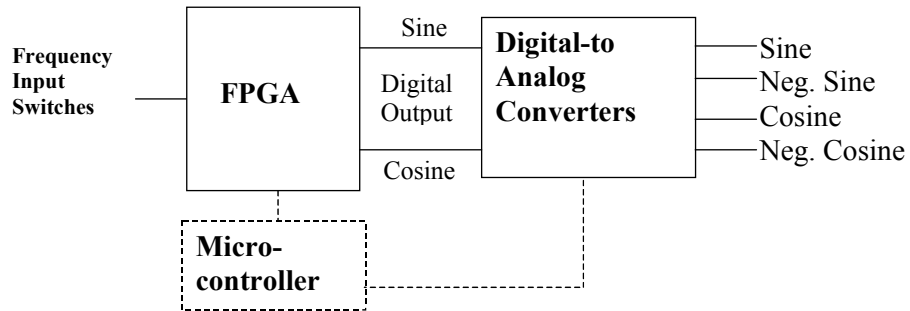 Frequency
Input
Switches
FPGA
Sine
Digital
Output
Cosine
Digital-to
Analog
Converters
Sine
Neg. Sine
Cosine
Neg. Cosine
Micro-
controller